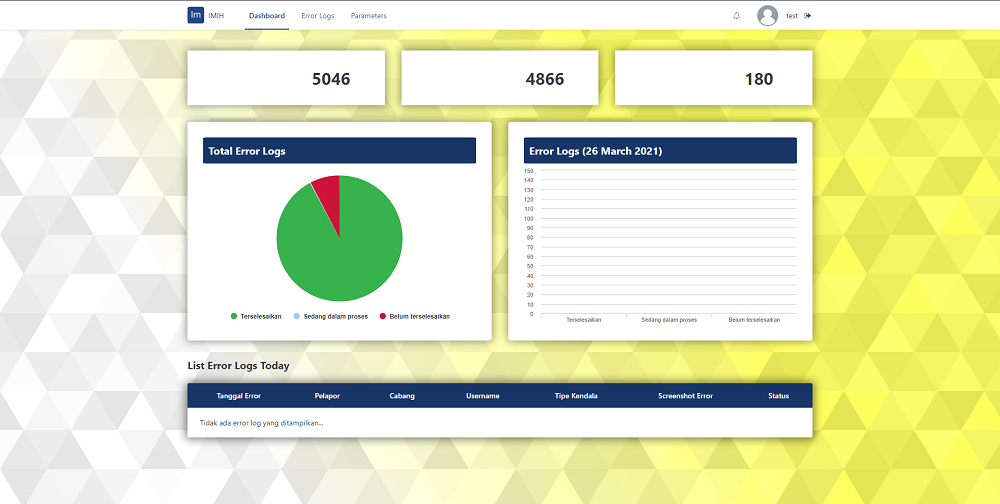 Im IMIH Dashboard Error Logs Parameters test
5046 4866 180
Total Error Logs
Terselesaikan Sedang dalam proses Belum terselesaikan
Error Logs (26 March 2021)
150
140
130
120
110
100
90
80
70
60
50
40
30
20
10
0
Terselesaikan Sedang dalam proses Belum terselesaikan
List Error Logs Today
Tanggal Error Pelapor Cabang Username Tipe Kendala Screenshot Error Status
Tidak ada error log yang ditampilkan...